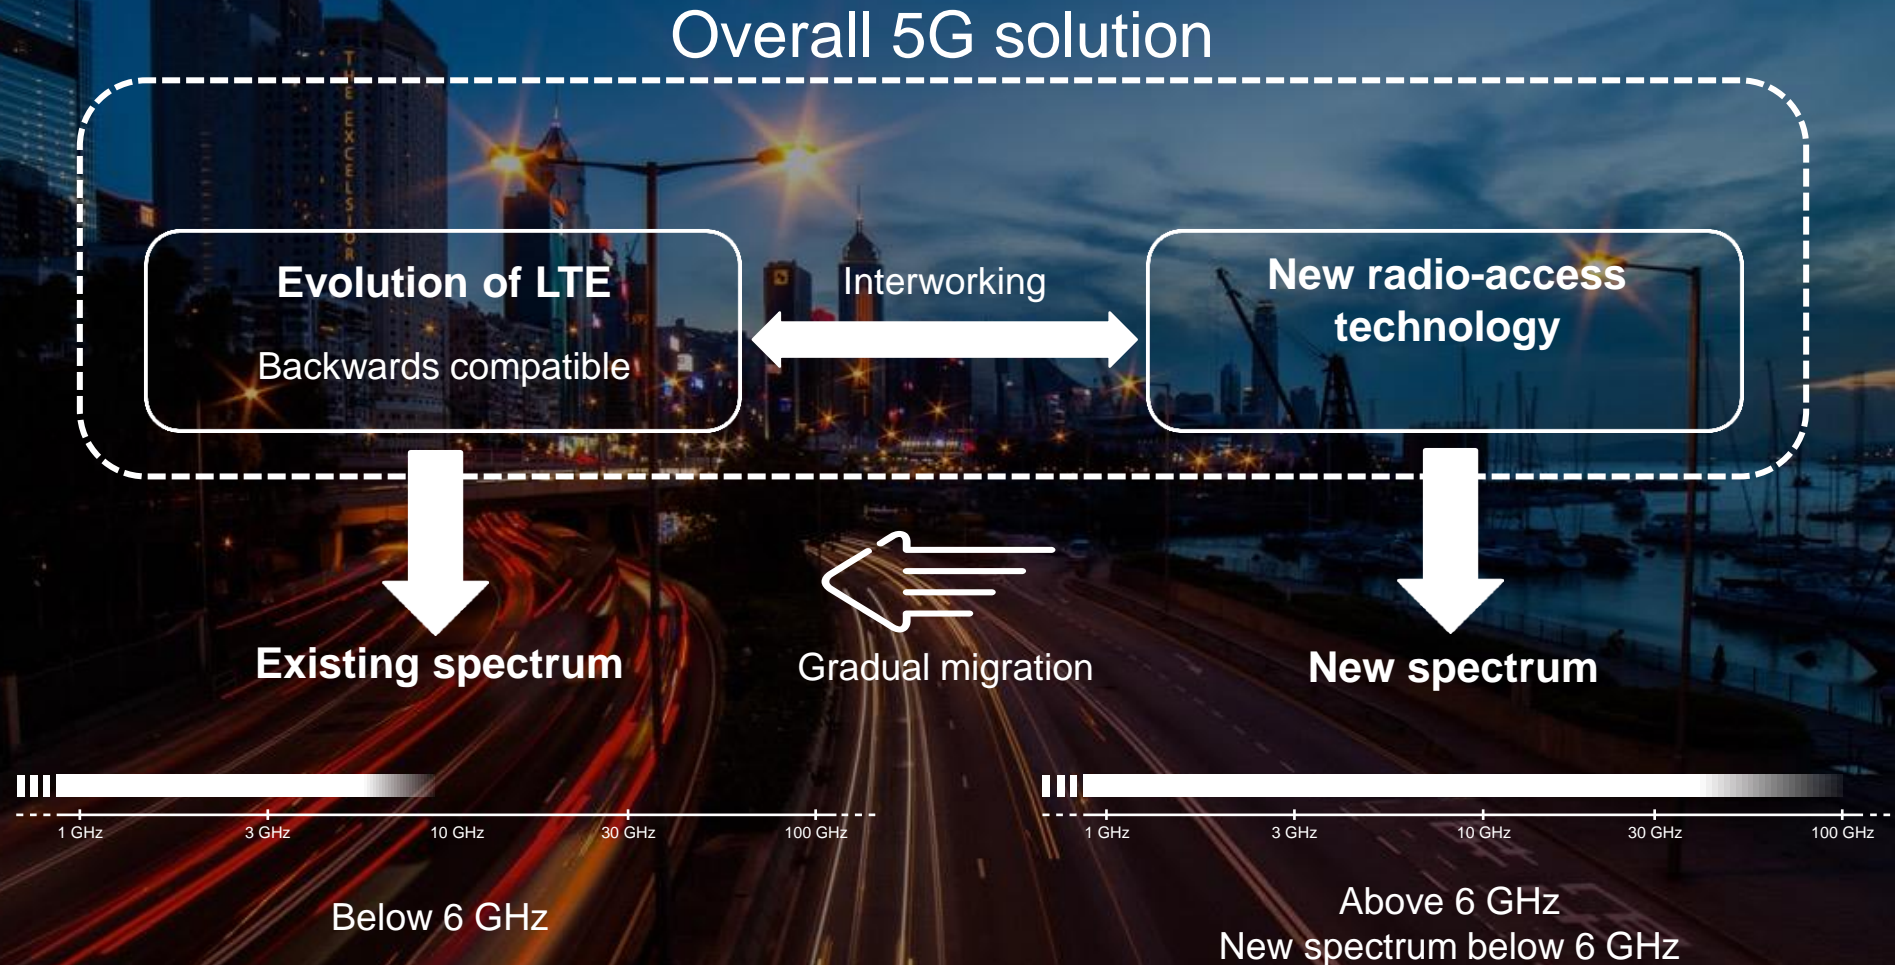 Overall 5G solution
THE EXCELSIOR
Evolution of LTE
Backwards compatible
Interworking
New radio-access
technology
Existing spectrum
Gradual migration
New spectrum
1 GHz
3 GHz
10 GHz
30 GHz
100 GHz
1 GHz
3 GHz
10 GHz
30 GHz
100 GHz
Below 6 GHz
Above 6 GHz
New spectrum below 6 GHz